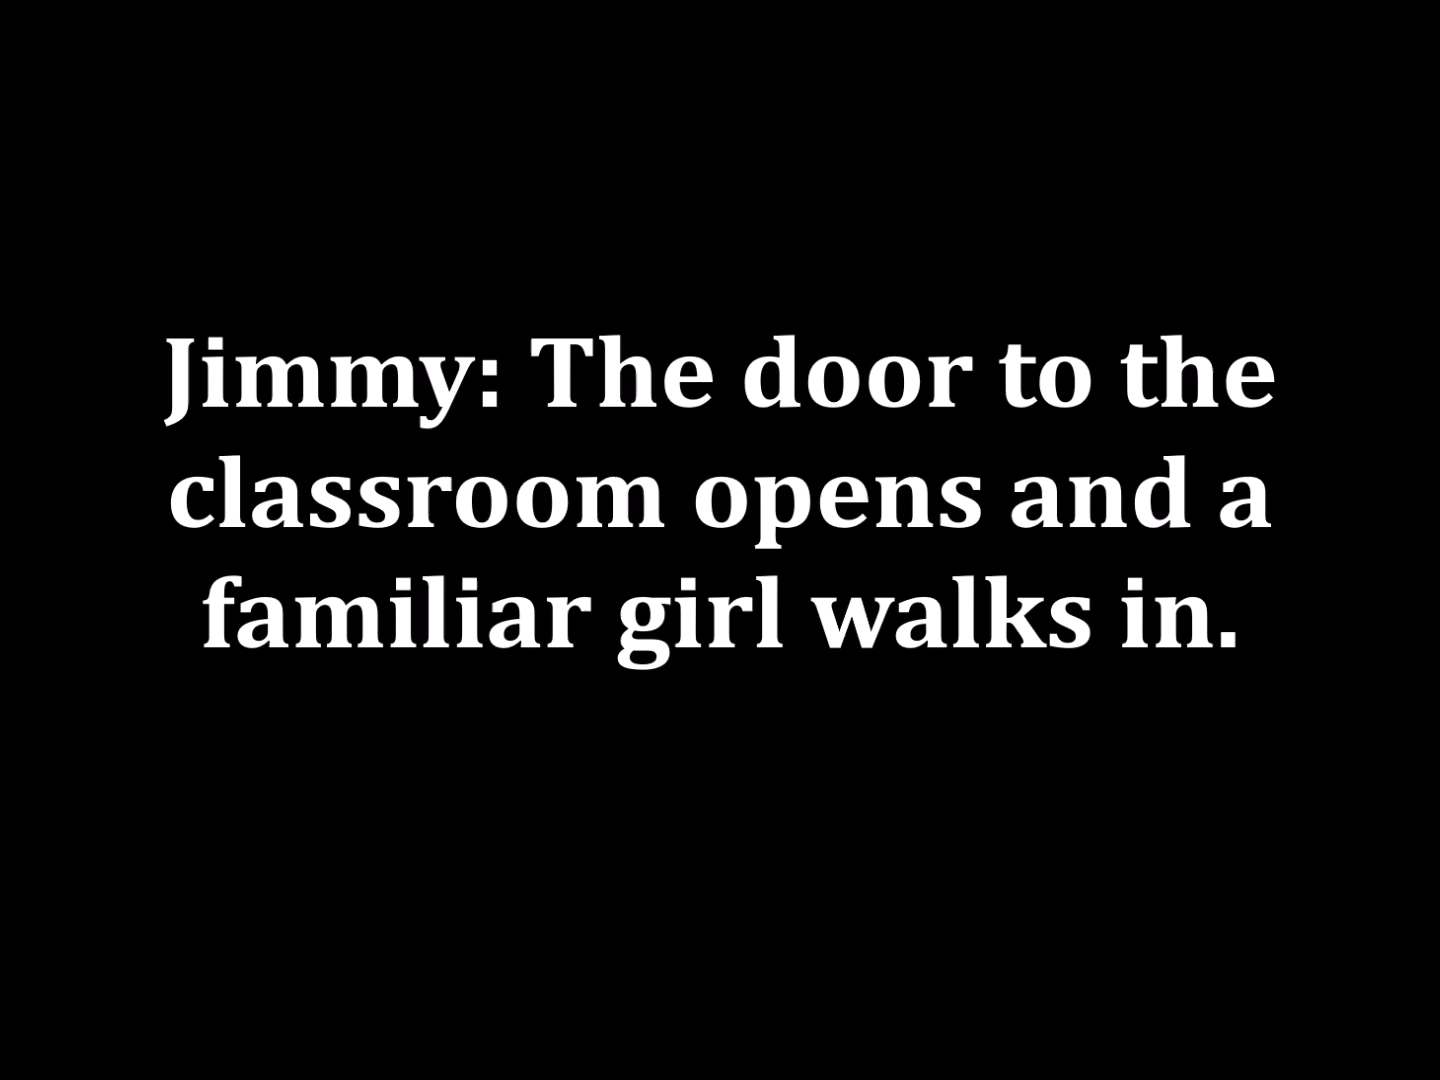 Jimmy: The door to the
classroom opens and a
familiar girl walks in.